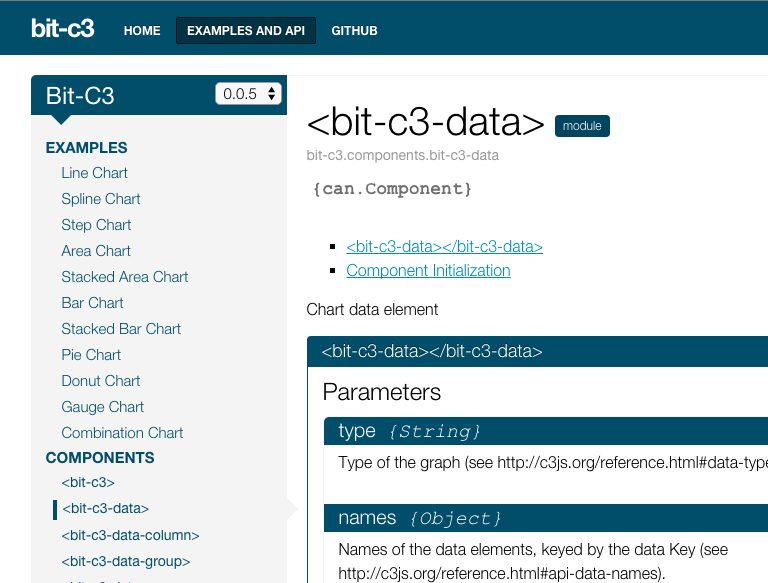 bit-c3
HOME
EXAMPLES AND API
GITHUB
Bit-C3
0.0.5
EXAMPLES
Line Chart
Spline Chart
Step Chart
Area Chart
Stacked Area Chart
Bar Chart
Stacked Bar Chart
Pie Chart
Donut Chart
Gauge Chart
Combination Chart
COMPONENTS
<bit-c3>
<bit-c3-data>
<bit-c3-data-column>
<bit-c3-data-group>
<bit-c3-data>
module
bit-c3.components.bit-c3-data
{can.Component}
<bit-c3-data></bit-c3-data>
Component Initialization
Chart data element
<bit-c3-data></bit-c3-data>
Parameters
type {String}
Type of the graph (see http://c3js.org/reference.html#data-type
names {Object}
Names of the data elements, keyed by the data Key (see
http://c3js.org/reference.html#api-data-names).